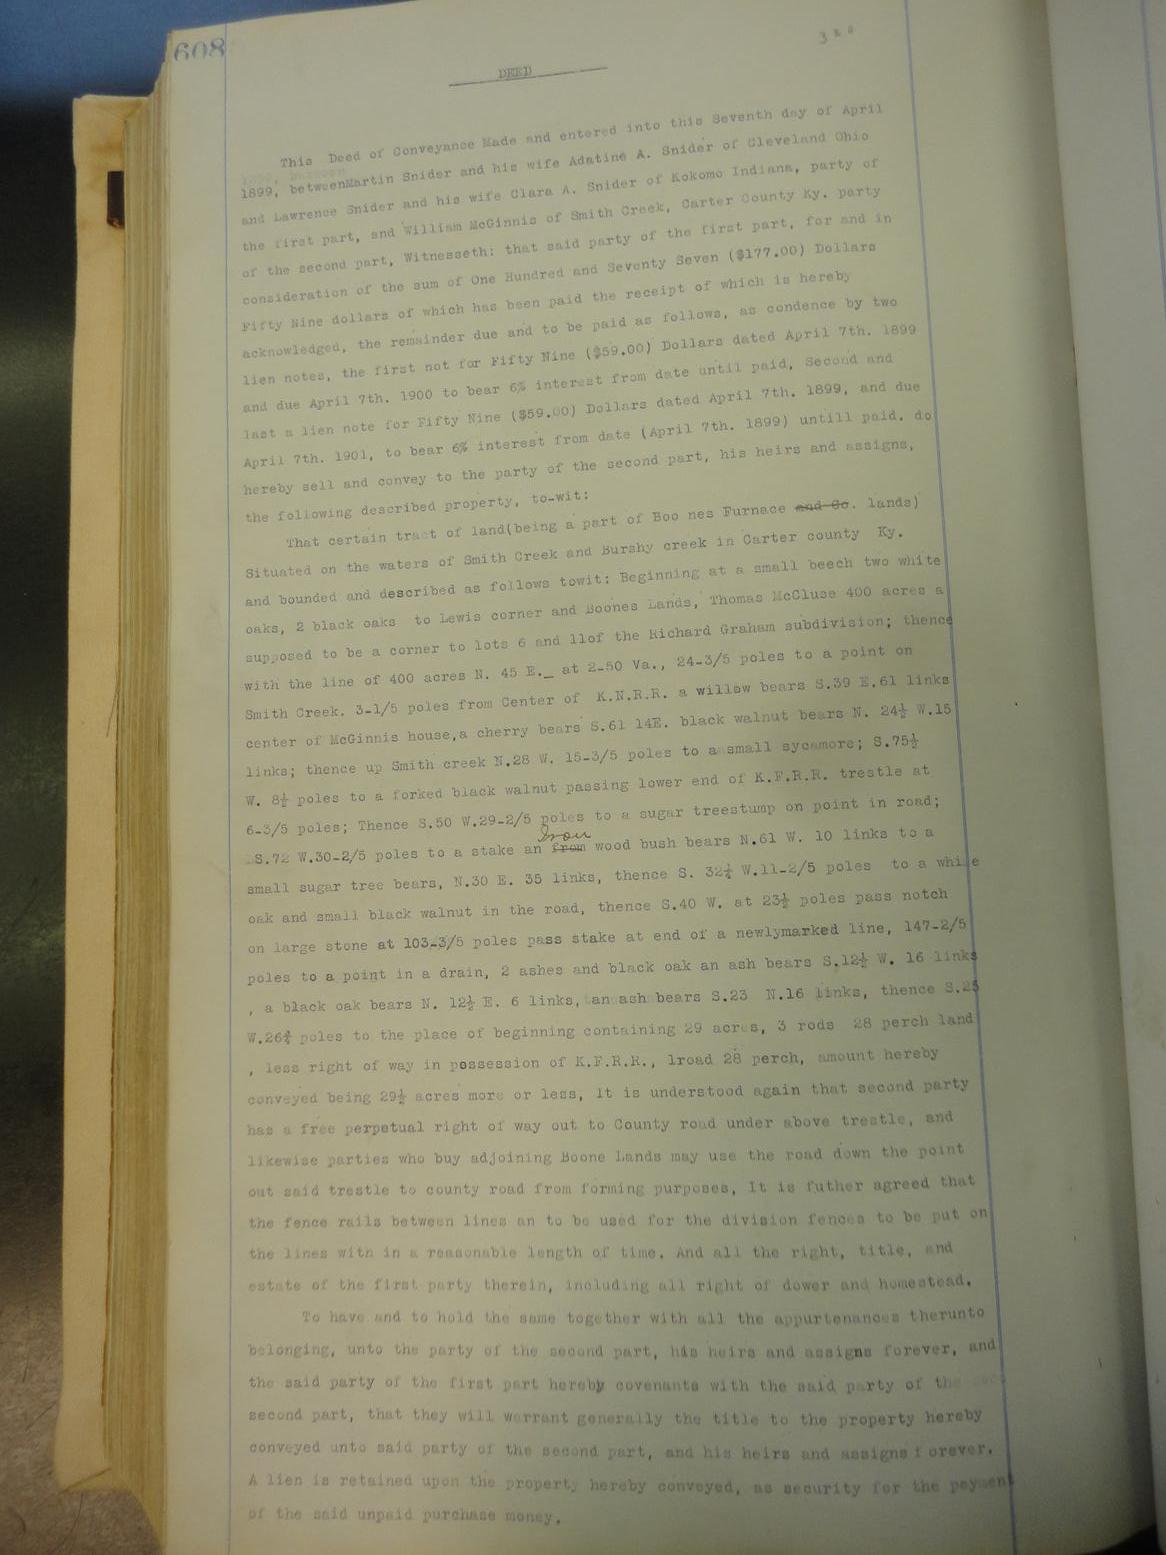 608
DEED
This Deed of Conveyance Made and entered into this Seventh day of April
1899, betweenMartin Snider and his wife Adatine A. Snider of Cleveland Ohio
and Lawrence Snider and his wife Clara A. Snider of Kokomo Indiana, party of
the first part, and William McGinnis of Smith Creek, Carter County Ky. party
of the second part, Witnesseth: that said party of the first part, for and in
consideration of the sum of One Hundred and Seventy Seven ($177.00) Dollars
Fifty Nine dollars of which has been paid the receipt of which is hereby
acknowledged, the remainder due and to be paid as follows, as condence by two
lien notes, the first not for Fifty Nine ($59.00) Dollars dated April 7th. 1899
and due April 7th. 1900 to bear 6% interest from date until paid, Second and
last a lien note for Fifty Nine ($59.00) Dollars dated April 7th. 1899, and due
April 7th. 1901, to bear 6% interest from date (April 7th. 1899) untill paid. do
hereby sell and convey to the party of the second part, his heirs and assigns,
the following described property, to-wit:
That certain tract of land(being a part of Boo nes Furnace and Co. lands)
Situated on the waters of Smith Creek and Burshy creek in Carter county Ky.
and bounded and described as follows towit: Beginning at a small beech two white
oaks, 2 black oaks to Lewis corner and Boones Lands, Thomas McCluse 400 acres a
supposed to be a corner to lots 6 and 11of the Richard Graham subdivision; thence
with the line of 400 acres N. 45 E._ at 2-50 Va., 24-3/5 poles to a point on
Smith Creek. 3-1/5 poles from Center of K.N.R.R. a willow bears S.39 E.61 links
center of McGinnis house,a cherry bears S.61 14E. black walnut bears N. 24½ W.15
links; thence up Smith creek N.28 W. 15-3/5 poles to a small sycamore; S.75½
W. 8½ poles to a forked black walnut passing lower end of K.F.R.R. trestle at
6-3/5 poles; Thence S.50 W.29-2/5 poles to a sugar treestump on point in road;
S.72 W.30-2/5 poles to a stake an from Iron wood bush bears N.61 W. 10 links to a
small sugar tree bears, N.30 E. 35 links, thence S. 32¼ W.11-2/5 poles to a white
oak and small black walnut in the road, thence S.40 W. at 23½ poles pass notch
on large stone at 103-3/5 poles pass stake at end of a newlymarked line, 147-2/5
poles to a point in a drain, 2 ashes and black oak an ash bears S.12½ W. 16 links
, a black oak bears N. 12½ E. 6 links, an ash bears S.23 N.16 links, thence S.25
W.26¾ poles to the place of beginning containing 29 acres, 3 rods 28 perch land
, less right of way in possession of K.F.R.R., 1road 28 perch, amount hereby
conveyed being 29½ acres more or less, It is understood again that second party
has a free perpetual right of way out to County road under above trestle, and
likewise parties who buy adjoining Boone Lands may use the road down the point
out said trestle to county road from forming purposes, It is futher agreed that
the fence rails between lines an to be used for the division fences to be put on
the lines with in a reasonable length of time. And all the right, title, and
estate of the first party therein, including all right of dower and homestead.
To have and to hold the same together with all the appurtenances therunto
belonging, unto the party of the second part, his heirs and assigns forever, and
the said party of the first part hereby covenants with the said party of the
second part, that they will warrant generally the title to the property hereby
conveyed unto said party of the second part, and his heirs and assigns f orever.
A lien is retained upon the property hereby conveyed, as security for the payment
of the said unpaid purchase money.